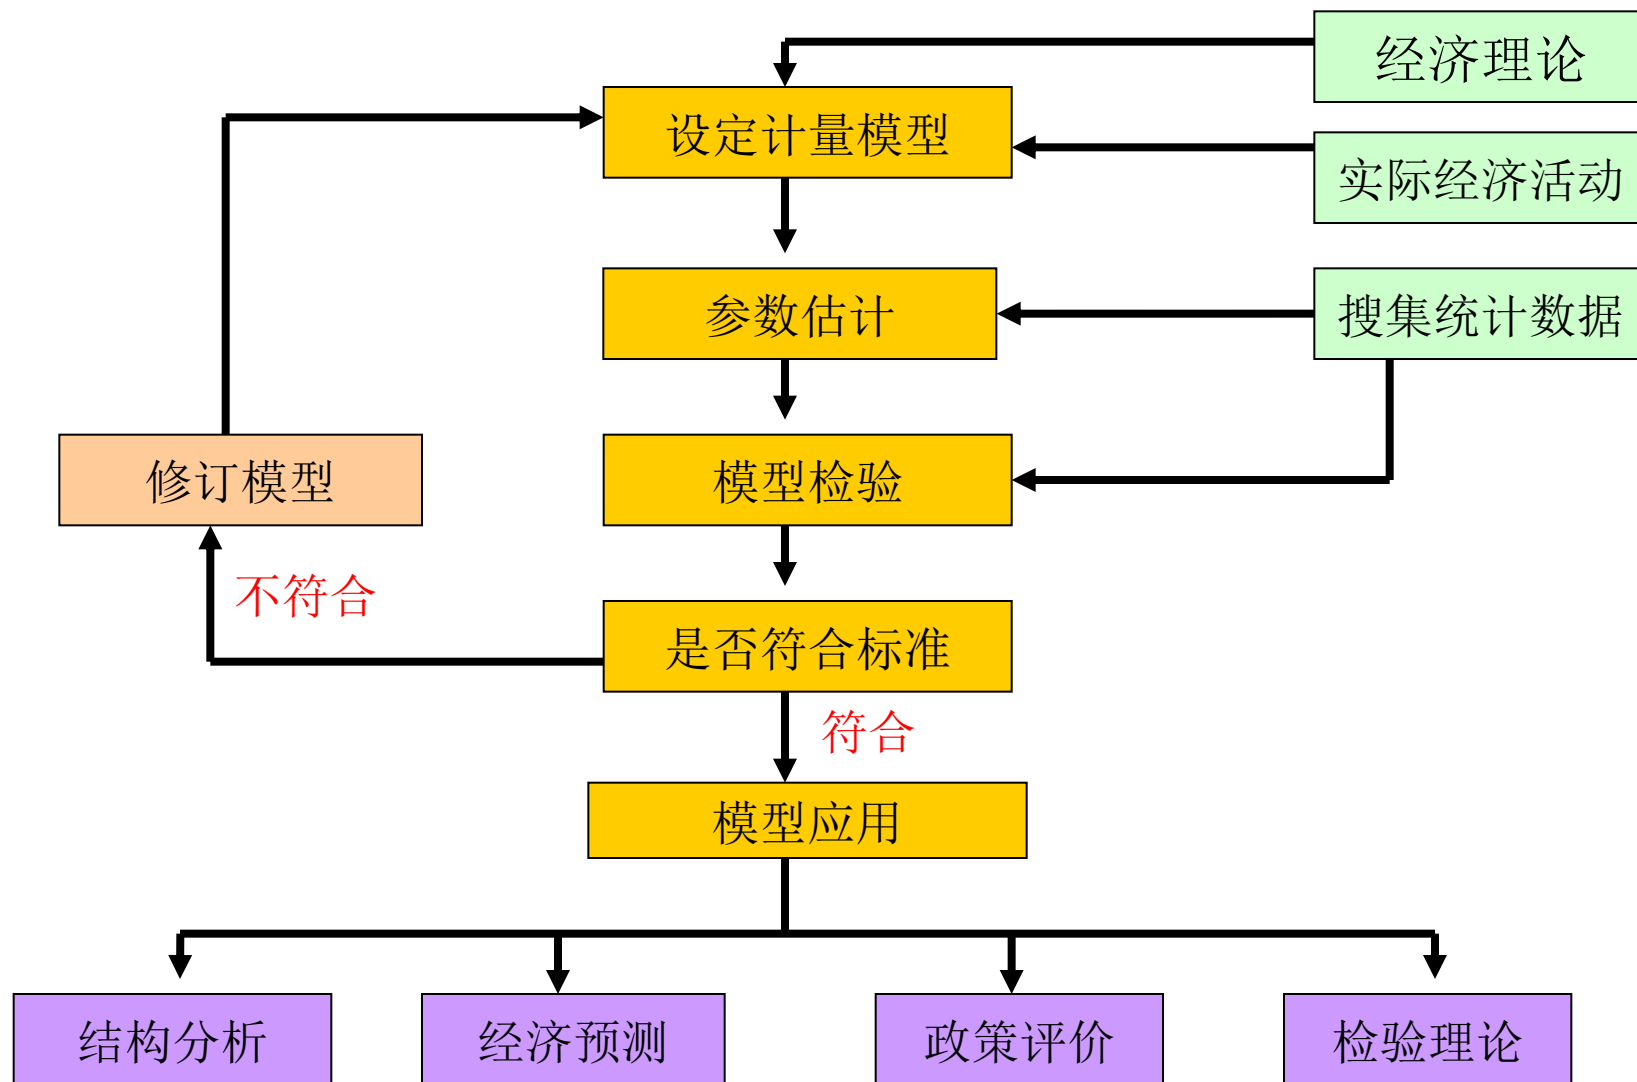 经济理论
设定计量模型
实际经济活动
参数估计
搜集统计数据
修订模型
模型检验
不符合
是否符合标准
符合
模型应用
结构分析
经济预测
政策评价
检验理论